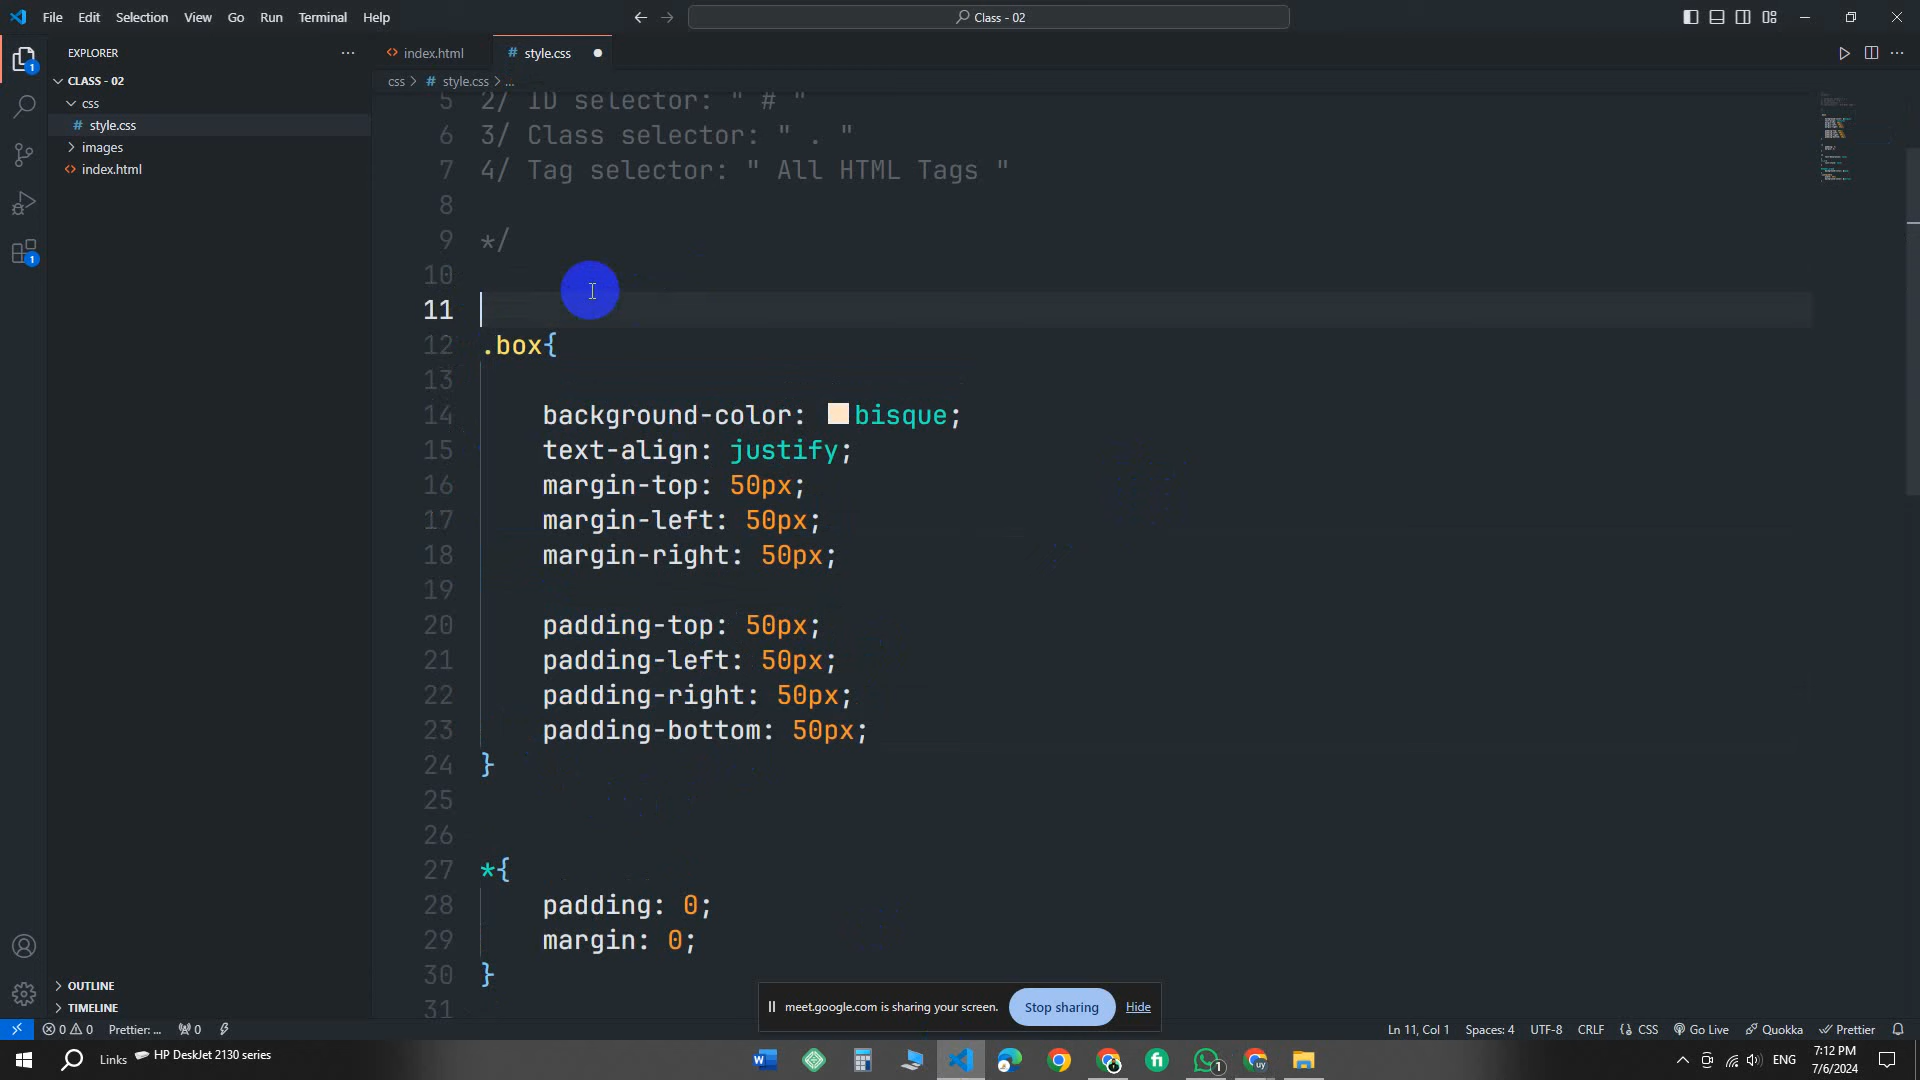 File Edit Selection View Go Run Terminal Help
Class - 02
EXPLORER
index.html
style.css
CLASS - 02
css > # style.css > ...
css
# style.css
images
index.html
5 2/ ID selector: " # "
6 3/ Class selector: " . "
7 4/ Tag selector: " All HTML Tags "
8
9 */
10
11
12 .box{
13
14 background-color: bisque;
15 text-align: justify;
16 margin-top: 50px;
17 margin-left: 50px;
18 margin-right: 50px;
19
20 padding-top: 50px;
21 padding-left: 50px;
22 padding-right: 50px;
23 padding-bottom: 50px;
24 }
25
26
27 *{
28 padding: 0;
29 margin: 0;
30 }
31
OUTLINE
TIMELINE
meet.google.com is sharing your screen. Stop sharing Hide
0 0 Prettier: ... 0 Ln 11, Col 1 Spaces: 4 UTF-8 CRLF {} CSS Go Live Quokka Prettier
Links HP DeskJet 2130 series ENG 7:12 PM
7/6/2024